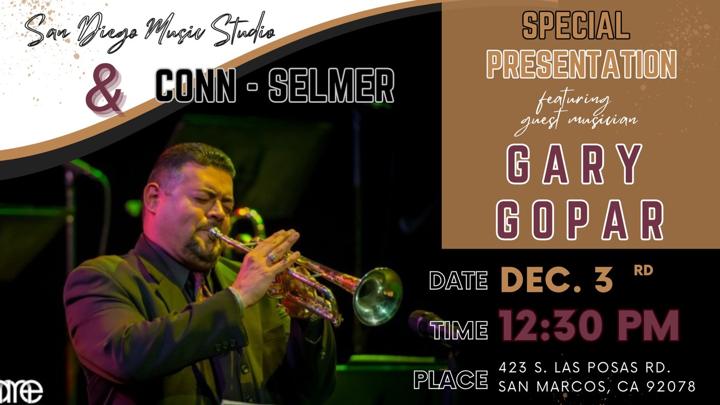 San Diego Music Studio
& CONN - SELMER
SPECIAL
PRESENTATION
featuring
guest musivian
GARY
GOPAR
DATE DEC. 3 RD
TIME 12:30 PM
PLACE 423 S. LAS POSAS RD.
SAN MARCOS, CA 92078